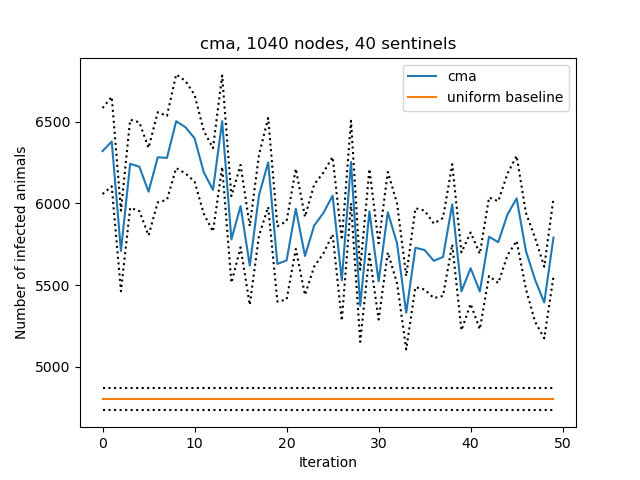 cma, 1040 nodes, 40 sentinels
cma
uniform baseline
Number of infected animals
6500
6000
5500
5000
0 10 20 30 40 50
Iteration